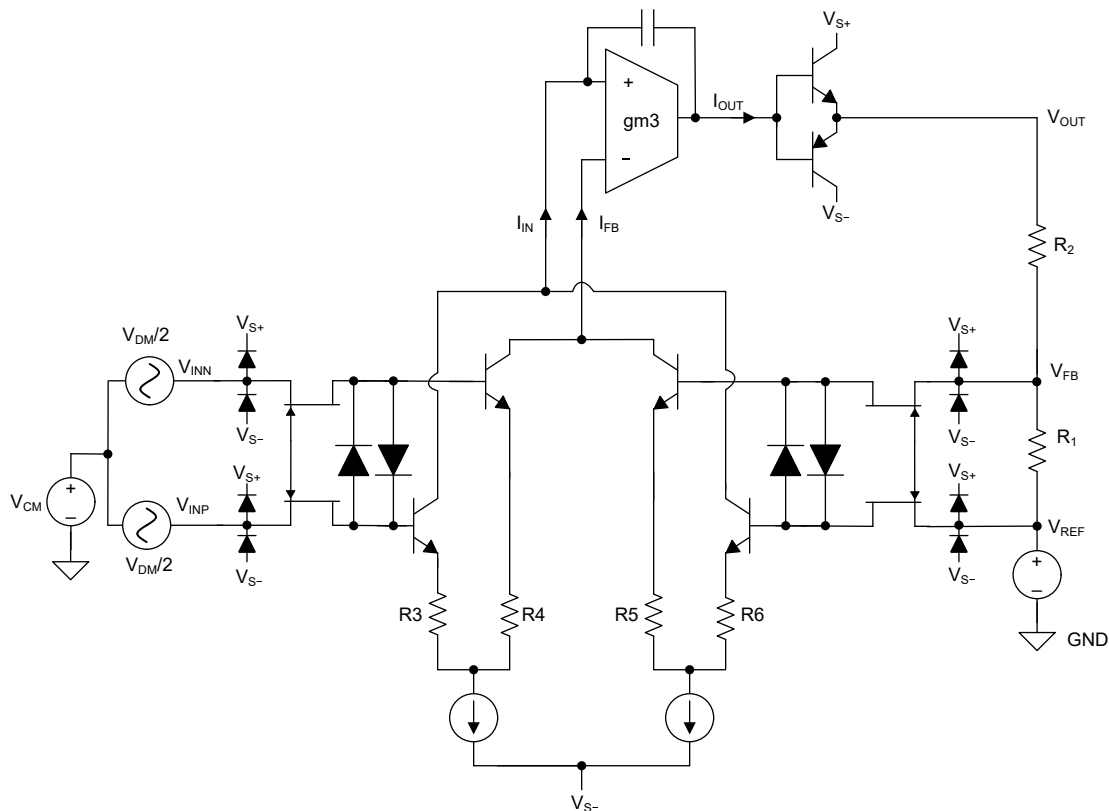 VS+
+
gm3
−
IOUT
VOUT
VS−
IIN
IFB
R2
VDM/2
VS+
VINN
VS−
VS+
VFB
VS−
R1
VCM
+
−
VS+
VINP
VS−
VDM/2
VS+
VREF
VS−
+
−
R3
R4
R5
R6
GND
VS−